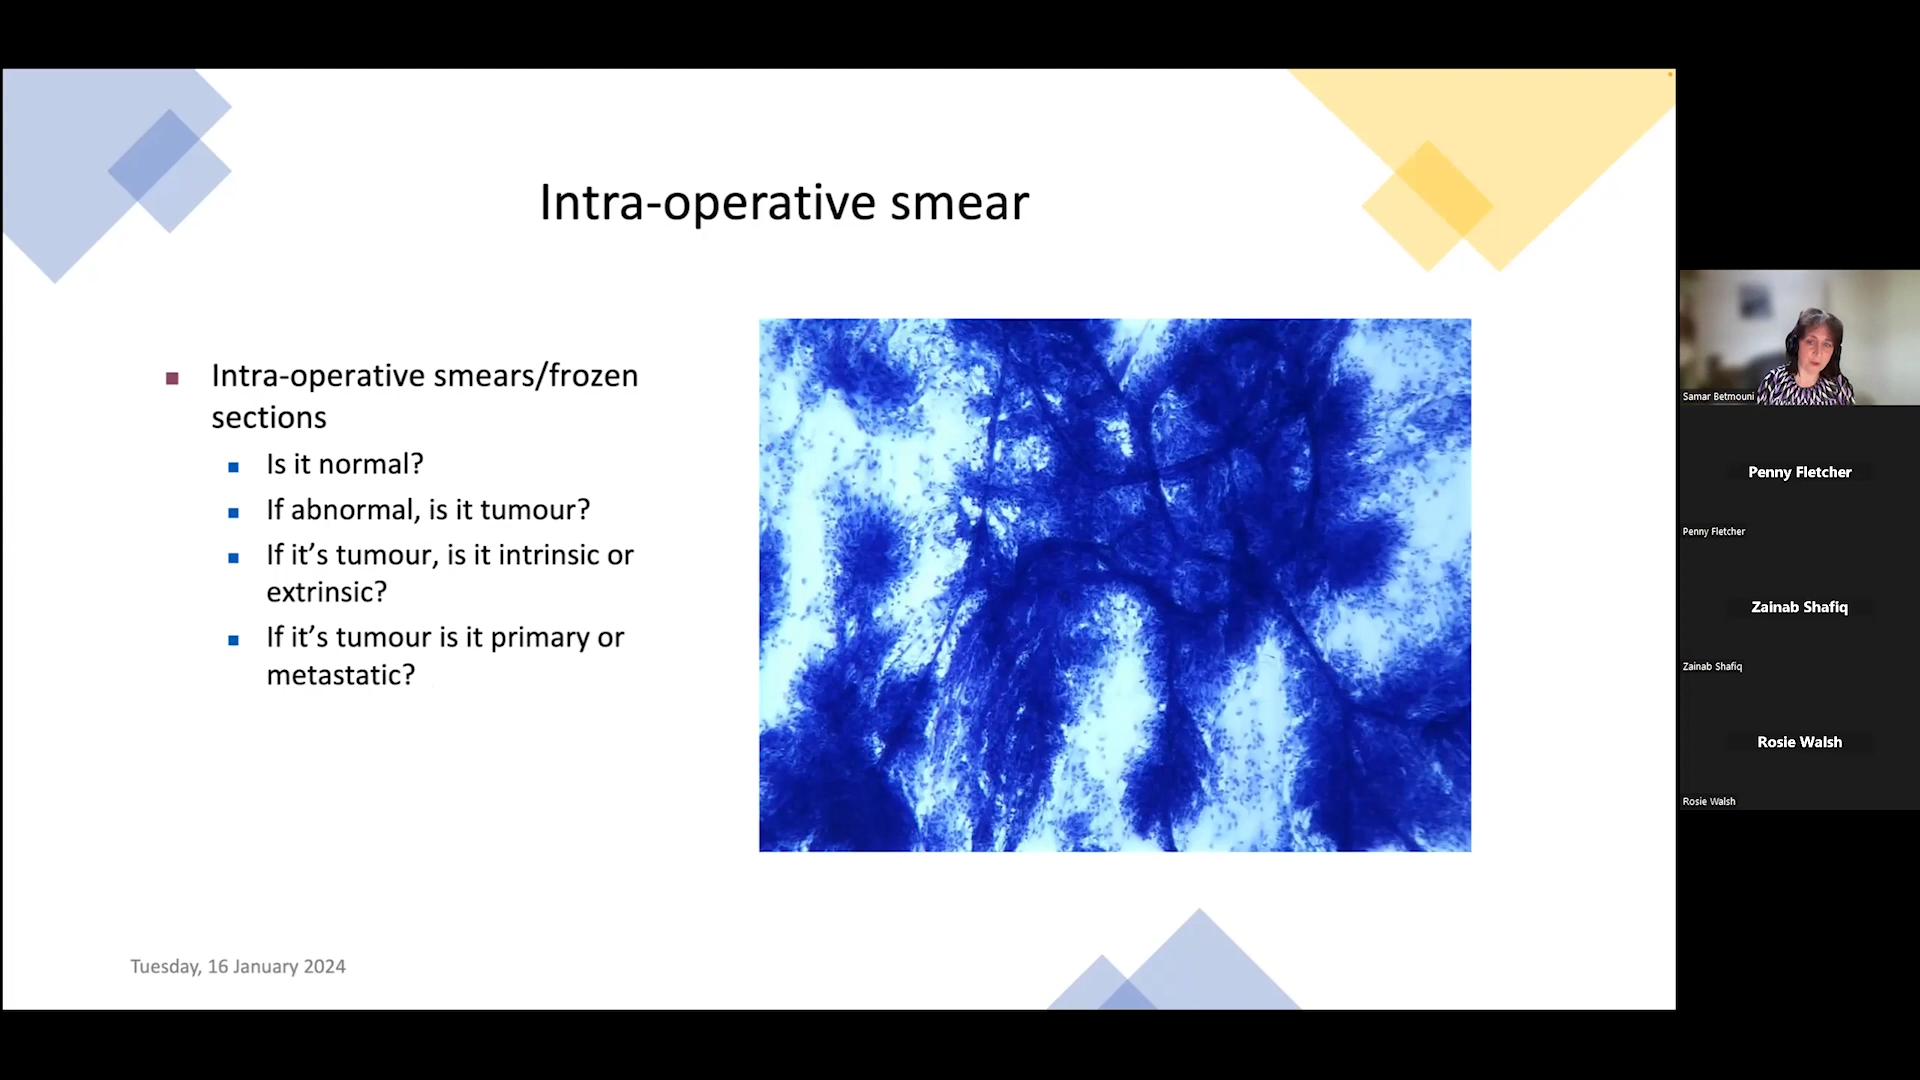 Intra-operative smear
Intra-operative smears/frozen
sections
Is it normal?
If abnormal, is it tumour?
If it’s tumour, is it intrinsic or
extrinsic?
If it’s tumour is it primary or
metastatic?
Tuesday, 16 January 2024
Samar Betmouni
Penny Fletcher
Penny Fletcher
Zainab Shafiq
Zainab Shafiq
Rosie Walsh
Rosie Walsh